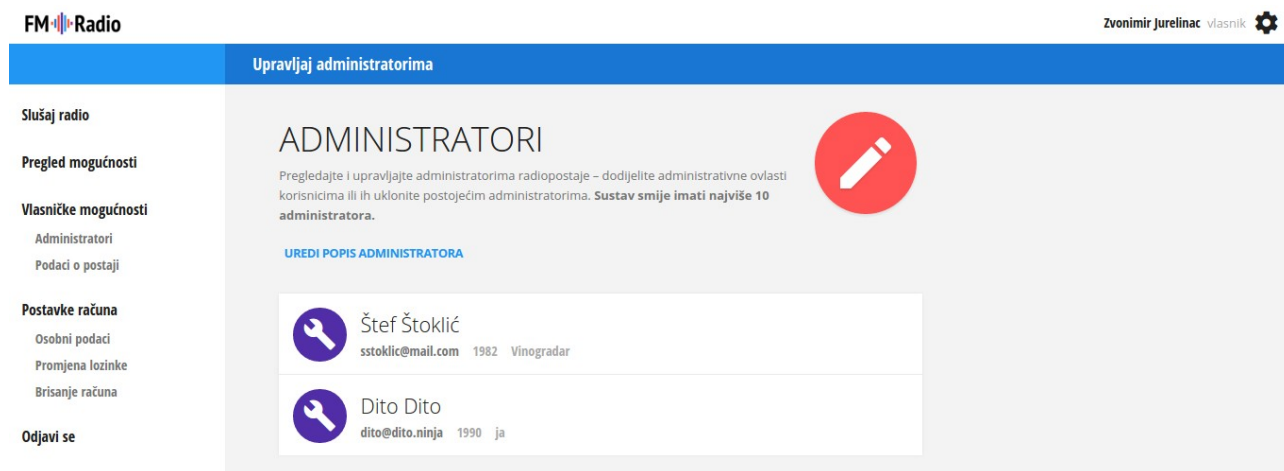 FM Radio
Zvonimir Jurelinac vlasnik
Upravljaj administratorima
Slušaj radio
Pregled mogućnosti
Vlasničke mogućnosti
Administratori
Podaci o postaji
Postavke računa
Osobni podaci
Promjena lozinke
Brisanje računa
Odjavi se
ADMINISTRATORI
Pregledajte i upravljajte administratorima radiopostaje – dodijelite administrativne ovlasti
korisnicima ili ih uklonite postojećim administratorima. Sustav smije imati najviše 10
administratora.
UREDI POPIS ADMINISTRATORA
Štef Štoklić
sstoklic@mail.com 1982 Vinogradar
Dito Dito
dito@dito.ninja 1990 ja